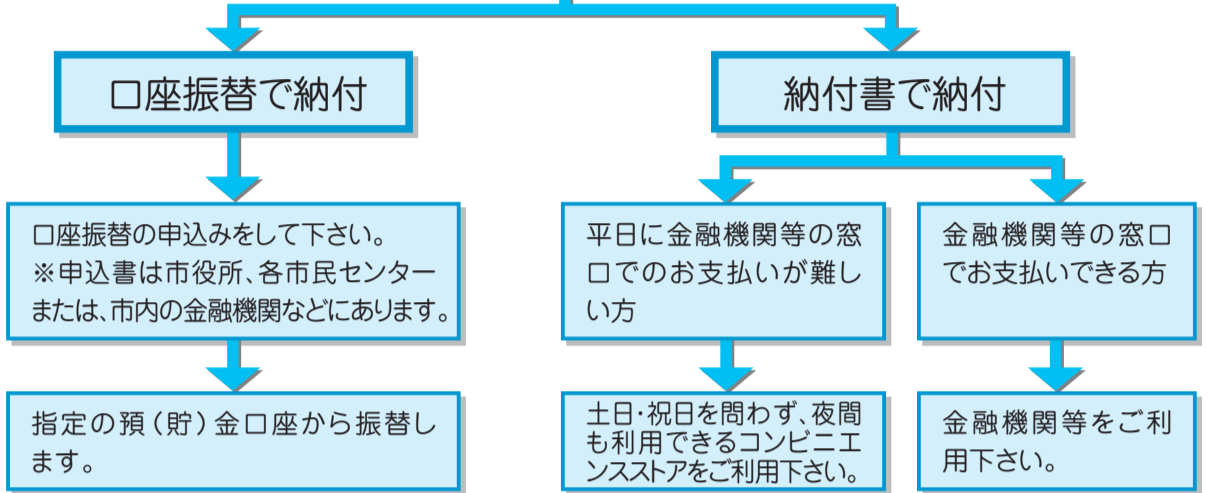 口座振替で納付
納付書で納付
口座振替の申込みをして下さい。
※申込書は市役所、各市民センター
または、市内の金融機関などにあります。
平日に金融機関等の窓
口でのお支払いが難し
い方
金融機関等の窓口
でお支払いできる方
指定の預(貯)金口座から振替し
ます。
土日・祝日を問わず、夜間
も利用できるコンビニエ
ンスストアをご利用下さい。
金融機関等をご利
用下さい。